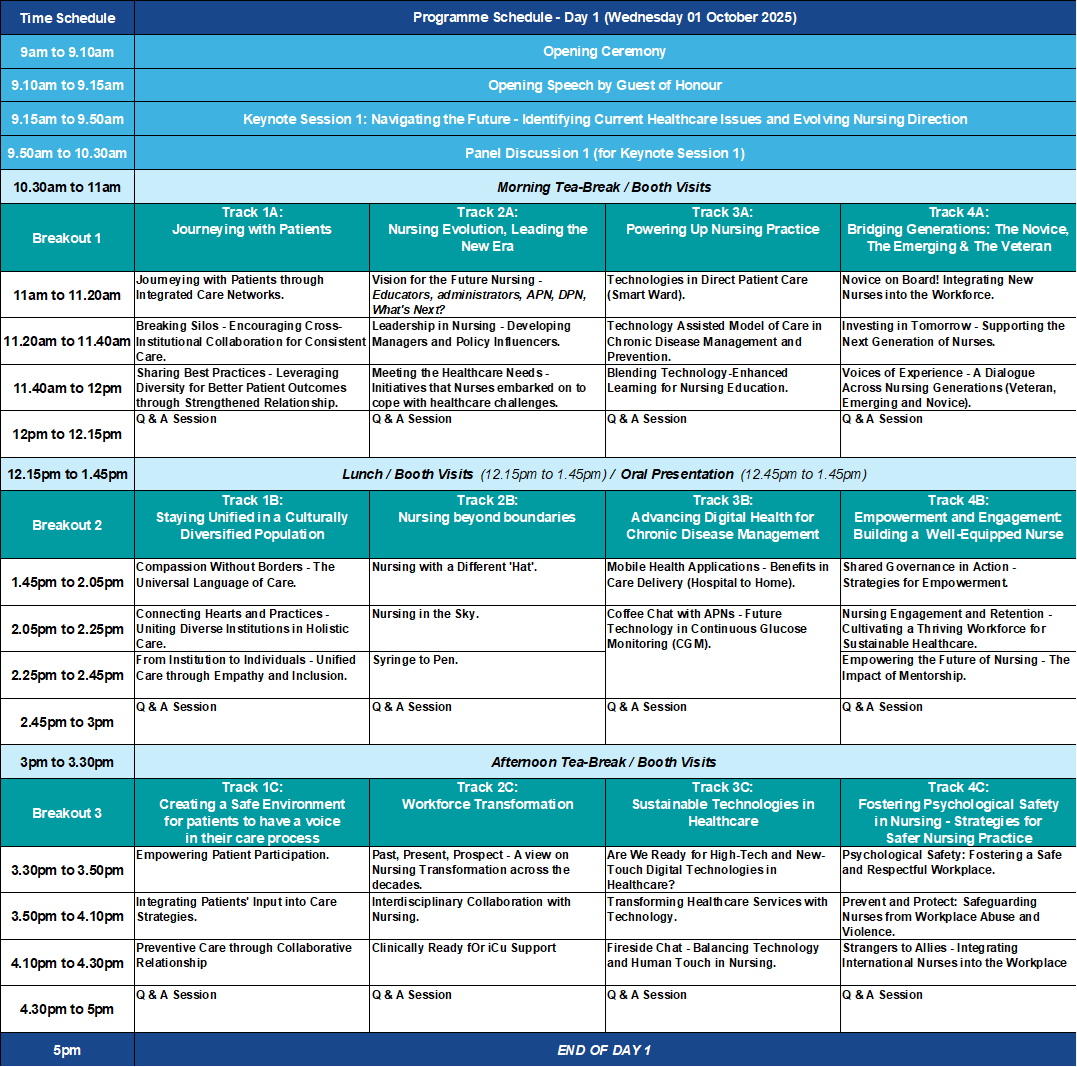 Time Schedule
Programme Schedule - Day 1 (Wednesday 01 October 2025)
9am to 9.10am
Opening Ceremony
9.10am to 9.15am
Opening Speech by Guest of Honour
9.15am to 9.50am
Keynote Session 1: Navigating the Future - Identifying Current Healthcare Issues and Evolving Nursing Direction
9.50am to 10.30am
Panel Discussion 1 (for Keynote Session 1)
10.30am to 11am
Morning Tea-Break / Booth Visits
Breakout 1
Track 1A:
Journeying with Patients
Track 2A:
Nursing Evolution, Leading the
New Era
Track 3A:
Powering Up Nursing Practice
Track 4A:
Bridging Generations: The Novice,
The Emerging & The Veteran
11am to 11.20am
Journeying with Patients through
Integrated Care Networks.
Vision for the Future Nursing -
Educators, administrators, APN, DPN,
What's Next?
Technologies in Direct Patient Care
(Smart Ward).
Novice on Board! Integrating New
Nurses into the Workforce.
11.20am to 11.40am
Breaking Silos - Encouraging Cross-
Institutional Collaboration for Consistent
Care.
Leadership in Nursing - Developing
Managers and Policy Influencers.
Technology Assisted Model of Care in
Chronic Disease Management and
Prevention.
Investing in Tomorrow - Supporting the
Next Generation of Nurses.
11.40am to 12pm
Sharing Best Practices - Leveraging
Diversity for Better Patient Outcomes
through Strengthened Relationship.
Meeting the Healthcare Needs -
Initiatives that Nurses embarked on to
cope with healthcare challenges.
Blending Technology-Enhanced
Learning for Nursing Education.
Voices of Experience - A Dialogue
Across Nursing Generations (Veteran,
Emerging and Novice).
12pm to 12.15pm
Q & A Session
Q & A Session
Q & A Session
Q & A Session
12.15pm to 1.45pm
Lunch / Booth Visits (12.15pm to 1.45pm) / Oral Presentation (12.45pm to 1.45pm)
Breakout 2
Track 1B:
Staying Unified in a Culturally
Diversified Population
Track 2B:
Nursing beyond boundaries
Track 3B:
Advancing Digital Health for
Chronic Disease Management
Track 4B:
Empowerment and Engagement:
Building a Well-Equipped Nurse
1.45pm to 2.05pm
Compassion Without Borders - The
Universal Language of Care.
Nursing with a Different 'Hat'.
Mobile Health Applications - Benefits in
Care Delivery (Hospital to Home).
Shared Governance in Action -
Strategies for Empowerment.
2.05pm to 2.25pm
Connecting Hearts and Practices -
Uniting Diverse Institutions in Holistic
Care.
Nursing in the Sky.
Coffee Chat with APNs - Future
Technology in Continuous Glucose
Monitoring (CGM).
Nursing Engagement and Retention -
Cultivating a Thriving Workforce for
Sustainable Healthcare.
2.25pm to 2.45pm
From Institution to Individuals - Unified
Care through Empathy and Inclusion.
Syringe to Pen.
Empowering the Future of Nursing - The
Impact of Mentorship.
2.45pm to 3pm
Q & A Session
Q & A Session
Q & A Session
Q & A Session
3pm to 3.30pm
Afternoon Tea-Break / Booth Visits
Breakout 3
Track 1C:
Creating a Safe Environment
for patients to have a voice
in their care process
Track 2C:
Workforce Transformation
Track 3C:
Sustainable Technologies in
Healthcare
Track 4C:
Fostering Psychological Safety
in Nursing - Strategies for
Safer Nursing Practice
3.30pm to 3.50pm
Empowering Patient Participation.
Past, Present, Prospect - A view on
Nursing Transformation across the
decades.
Are We Ready for High-Tech and New-
Touch Digital Technologies in
Healthcare?
Psychological Safety: Fostering a Safe
and Respectful Workplace.
3.50pm to 4.10pm
Integrating Patients' Input into Care
Strategies.
Interdisciplinary Collaboration with
Nursing.
Transforming Healthcare Services with
Technology.
Prevent and Protect: Safeguarding
Nurses from Workplace Abuse and
Violence.
4.10pm to 4.30pm
Preventive Care through Collaborative
Relationship
Clinically Ready fOr iCu Support
Fireside Chat - Balancing Technology
and Human Touch in Nursing.
Strangers to Allies - Integrating
International Nurses into the Workplace
4.30pm to 5pm
Q & A Session
Q & A Session
Q & A Session
Q & A Session
5pm
END OF DAY 1